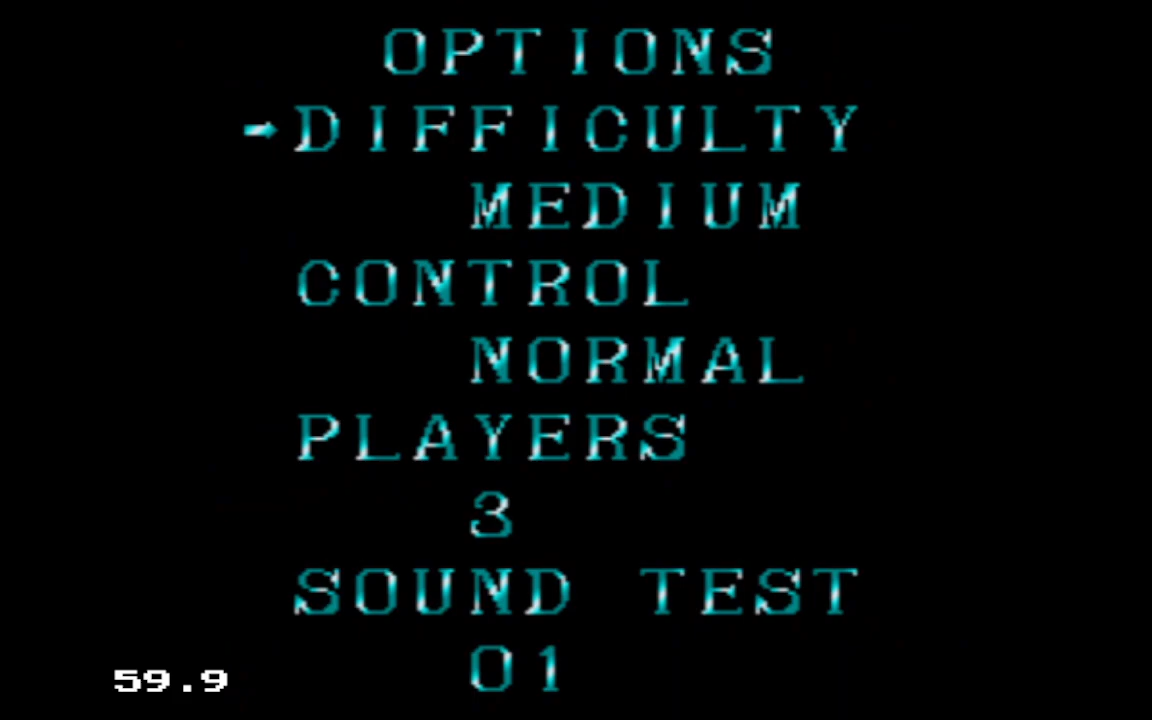 OPTIONS
DIFFICULTY
MEDIUM
CONTROL
NORMAL
PLAYERS
3
SOUND TEST
01
59.9